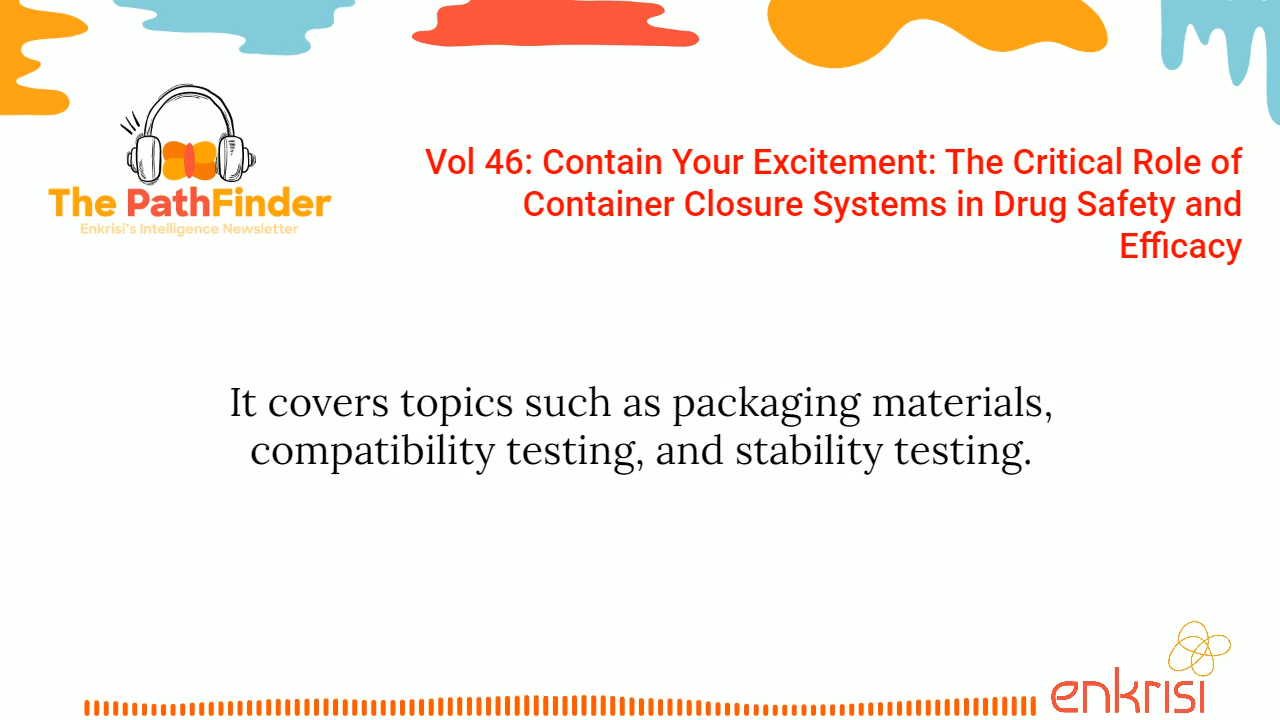 The PathFinder
Enkrisi's Intelligence Newsletter
Vol 46: Contain Your Excitement: The Critical Role of
Container Closure Systems in Drug Safety and
Efficacy
It covers topics such as packaging materials,
compatibility testing, and stability testing.
enkrisi